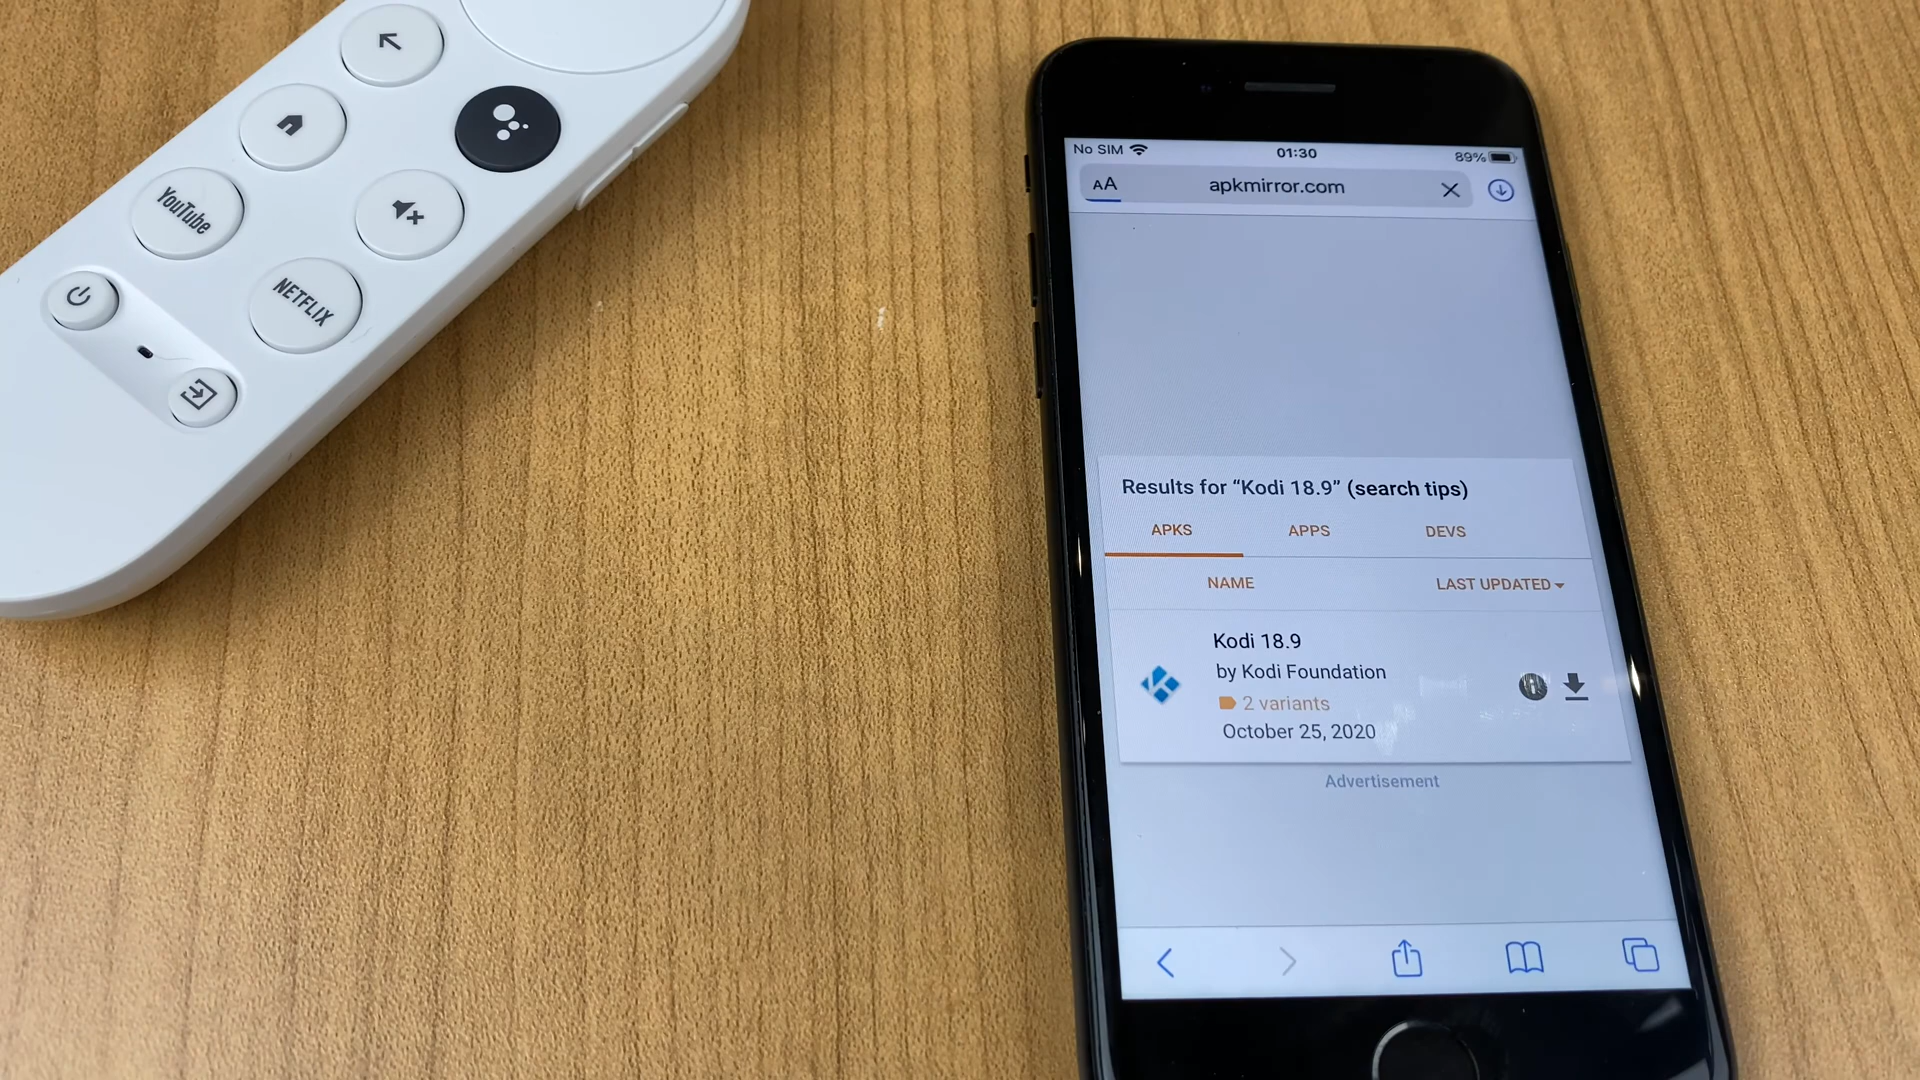 YouTube
NETFLIX
No SIM
01:30
89%
AA
apkmirror.com
Results for “Kodi 18.9” (search tips)
APKS
APPS
DEVS
NAME
LAST UPDATED
Kodi 18.9
by Kodi Foundation
2 variants
October 25, 2020
Advertisement